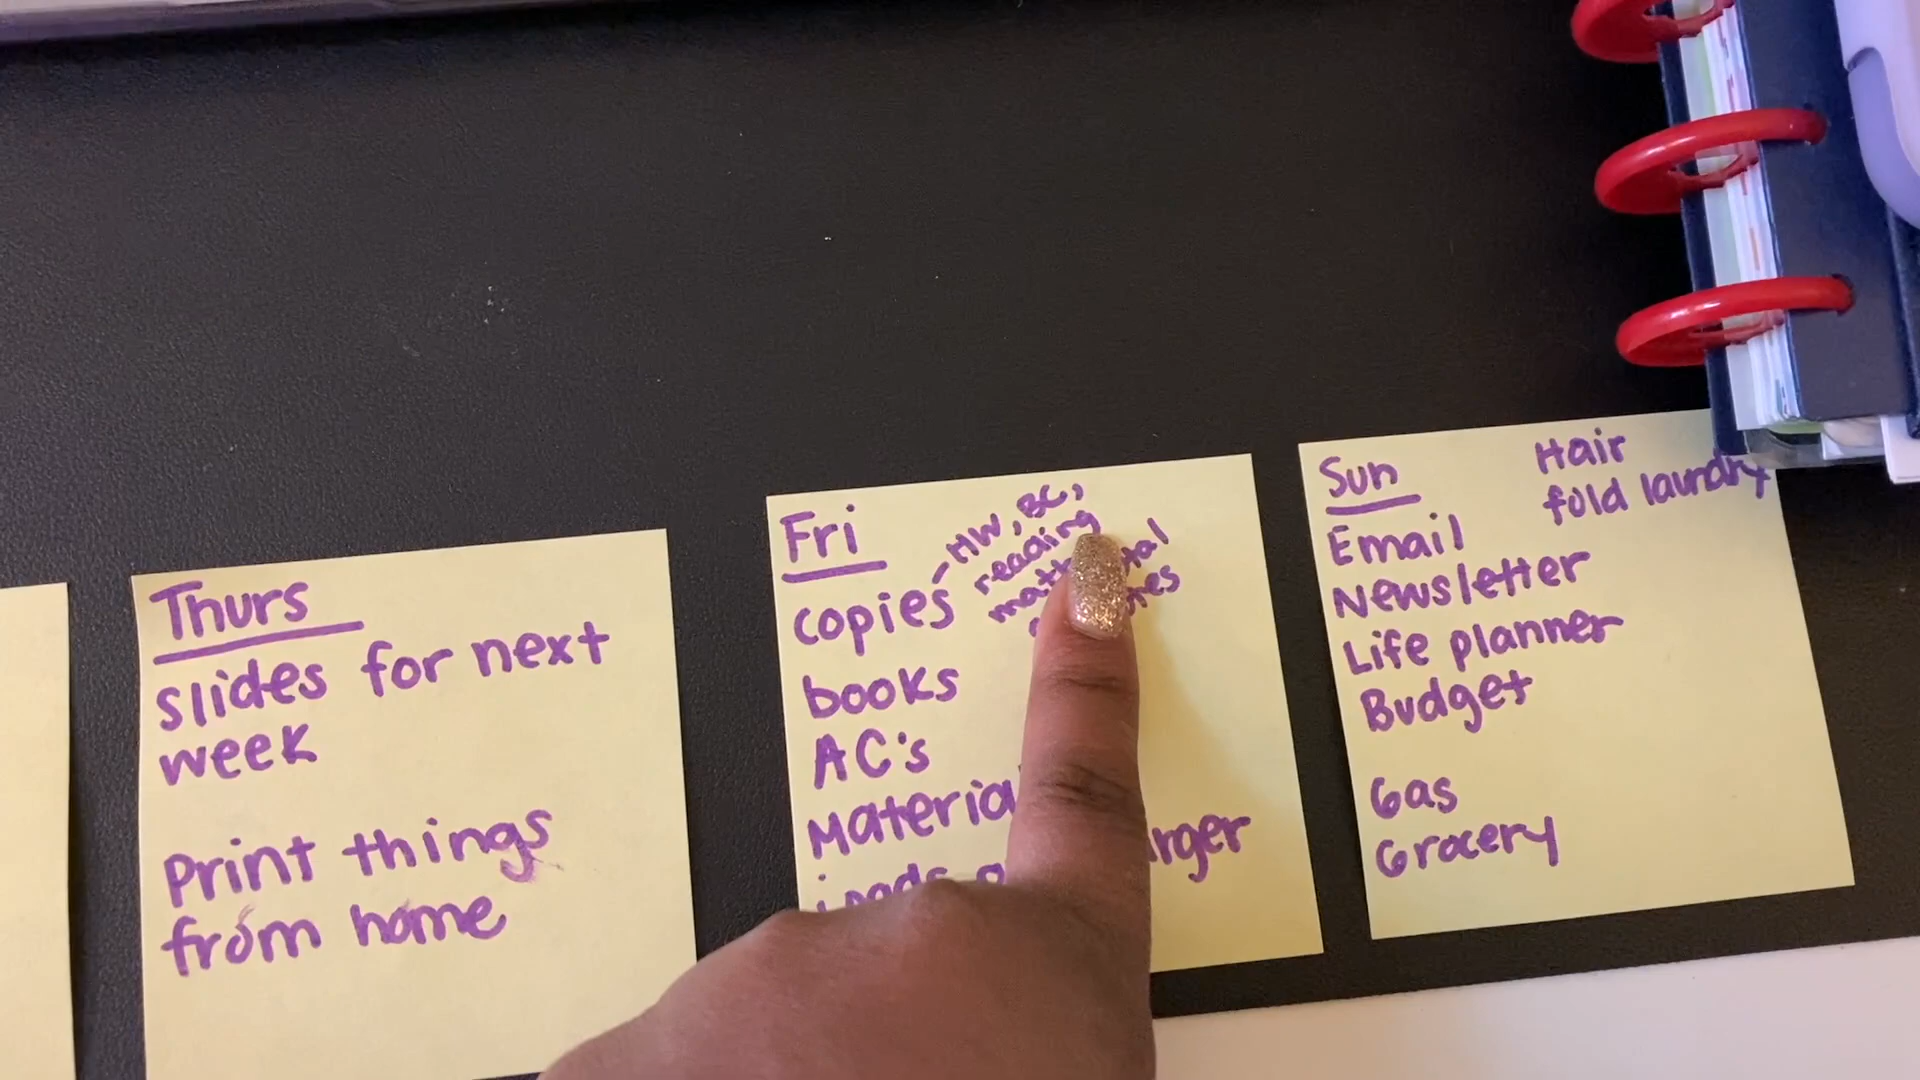 Thurs
slides for next
week
Print things
from home
Fri
copies - HW, BC,
reading
books
AC's
Sun
Email
Newsletter
Life planner
Budget
Gas
Grocery
Hair
fold laundry